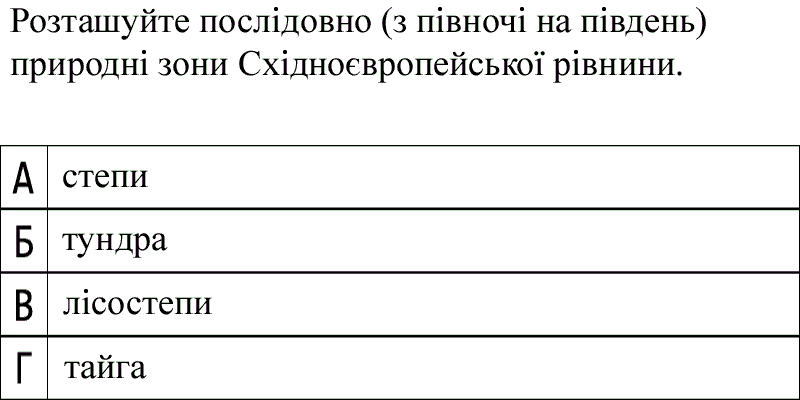 Розташуйте послідовно (з півночі на південь)
природні зони Східноєвропейської рівнини.
А степи
Б тундра
В лісостепи
Г тайга